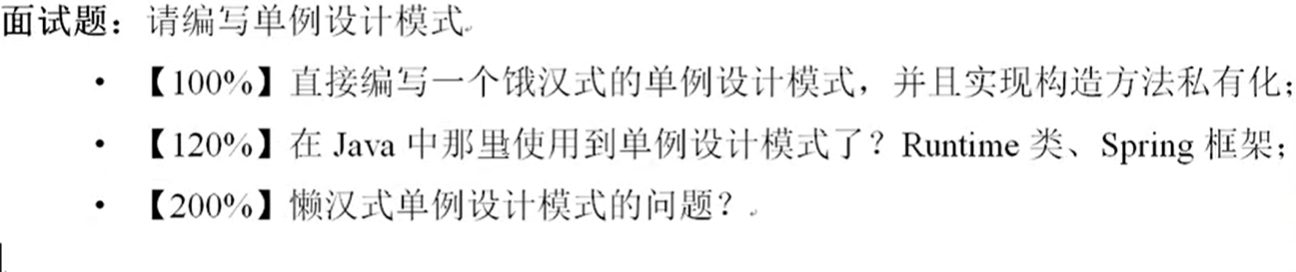 面试题：请编写单例设计模式
• 【100%】直接编写一个饿汉式的单例设计模式，并且实现构造方法私有化；
• 【120%】在 Java 中那里使用到单例设计模式了？Runtime 类、Spring 框架；
• 【200%】懒汉式单例设计模式的问题？